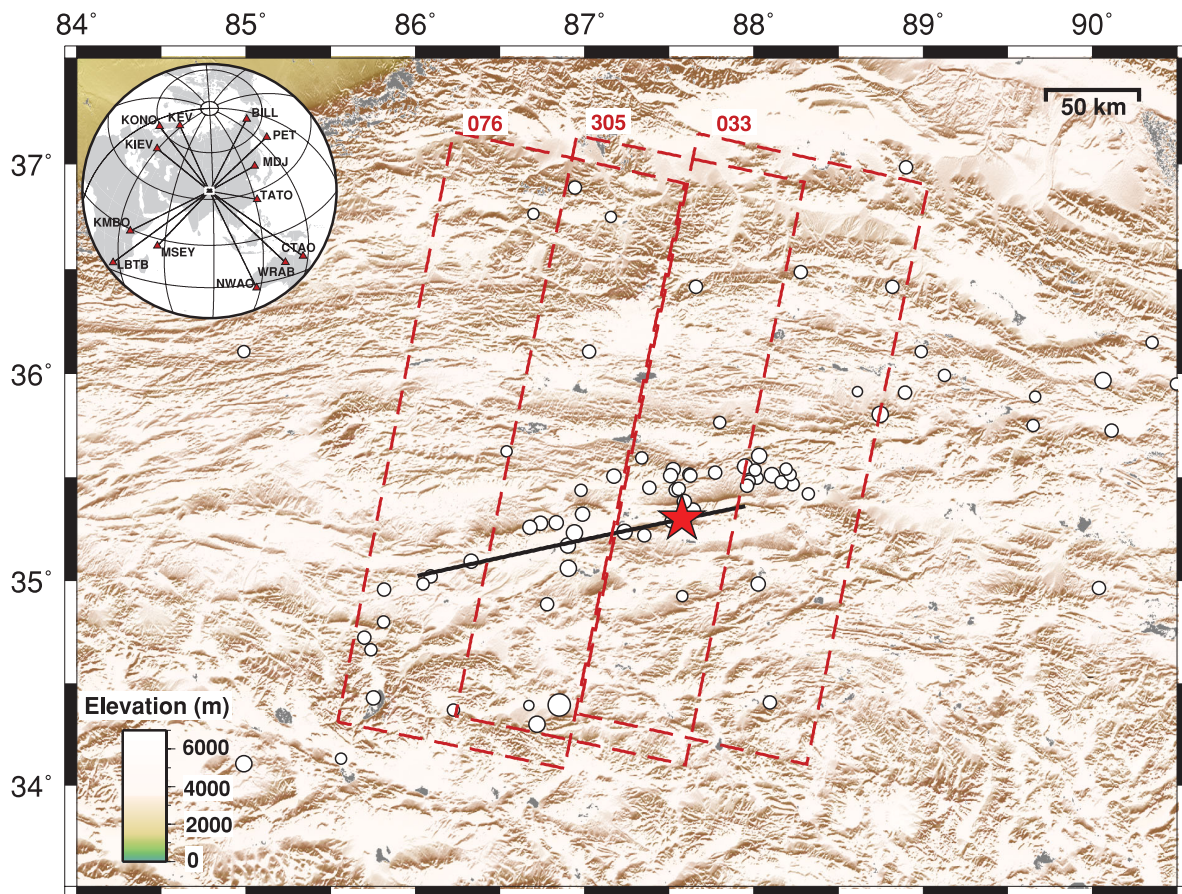 84° 85° 86° 87° 88° 89° 90°
076 305 033
50 km
37°
36°
35°
34°
KONO KEV BILL
PET
KIEV
MDJ
TATO
KMBO
MSEY
CTAO
LBTB
WRAB
NWAO
Elevation (m)
6000
4000
2000
0